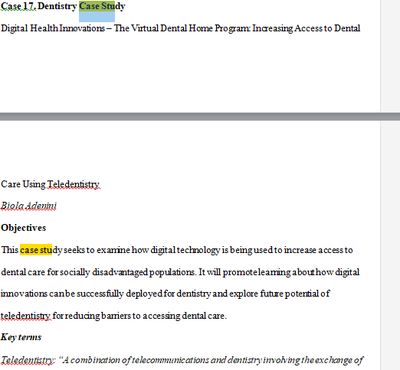 Case 17. Dentistry Case Study
Digital Health Innovations – The Virtual Dental Home Program: Increasing Access to Dental
Care Using Teledentistry
Biola Adenini
Objectives
This case study seeks to examine how digital technology is being used to increase access to
dental care for socially disadvantaged populations. It will promote learning about how digital
innovations can be successfully deployed for dentistry and explore future potential of
teledentistry for reducing barriers to accessing dental care.
Key terms
Teledentistry: “A combination of telecommunications and dentistry involving the exchange of